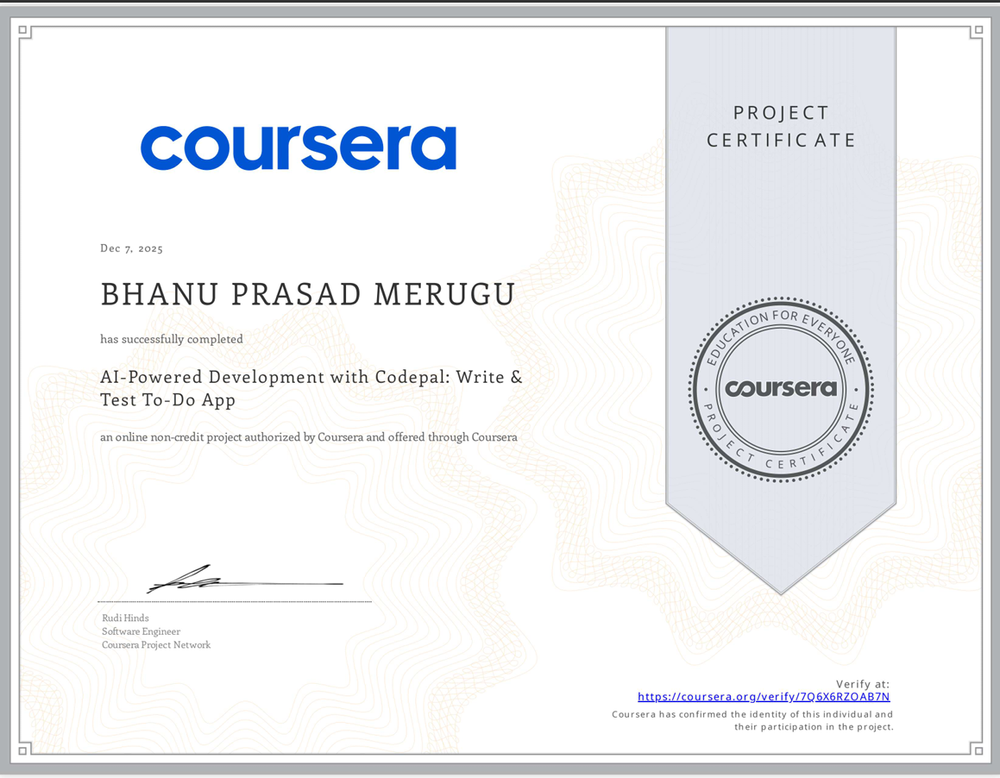 coursera
PROJECT
CERTIFICATE
Dec 7, 2025
BHANU PRASAD MERUGU
has successfully completed
AI-Powered Development with Codepal: Write &
Test To-Do App
an online non-credit project authorized by Coursera and offered through Coursera
EDUCATION FOR EVERYONE
coursera
PROJECT CERTIFICATE
Rudi Hinds
Software Engineer
Coursera Project Network
Verify at:
https://coursera.org/verify/7Q6X6RZOAB7N
Coursera has confirmed the identity of this individual and
their participation in the project.